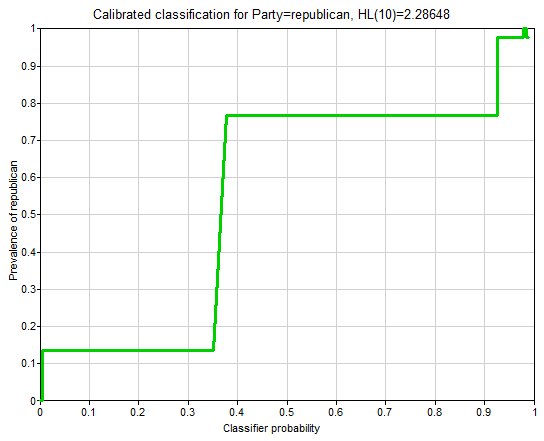 Calibrated classification for Party=republican, HL(10)=2.28648
1
0.9
0.8
0.7
0.6
0.5
0.4
0.3
0.2
0.1
0
Prevalence of republican
0 0.1 0.2 0.3 0.4 0.5 0.6 0.7 0.8 0.9 1
Classifier probability